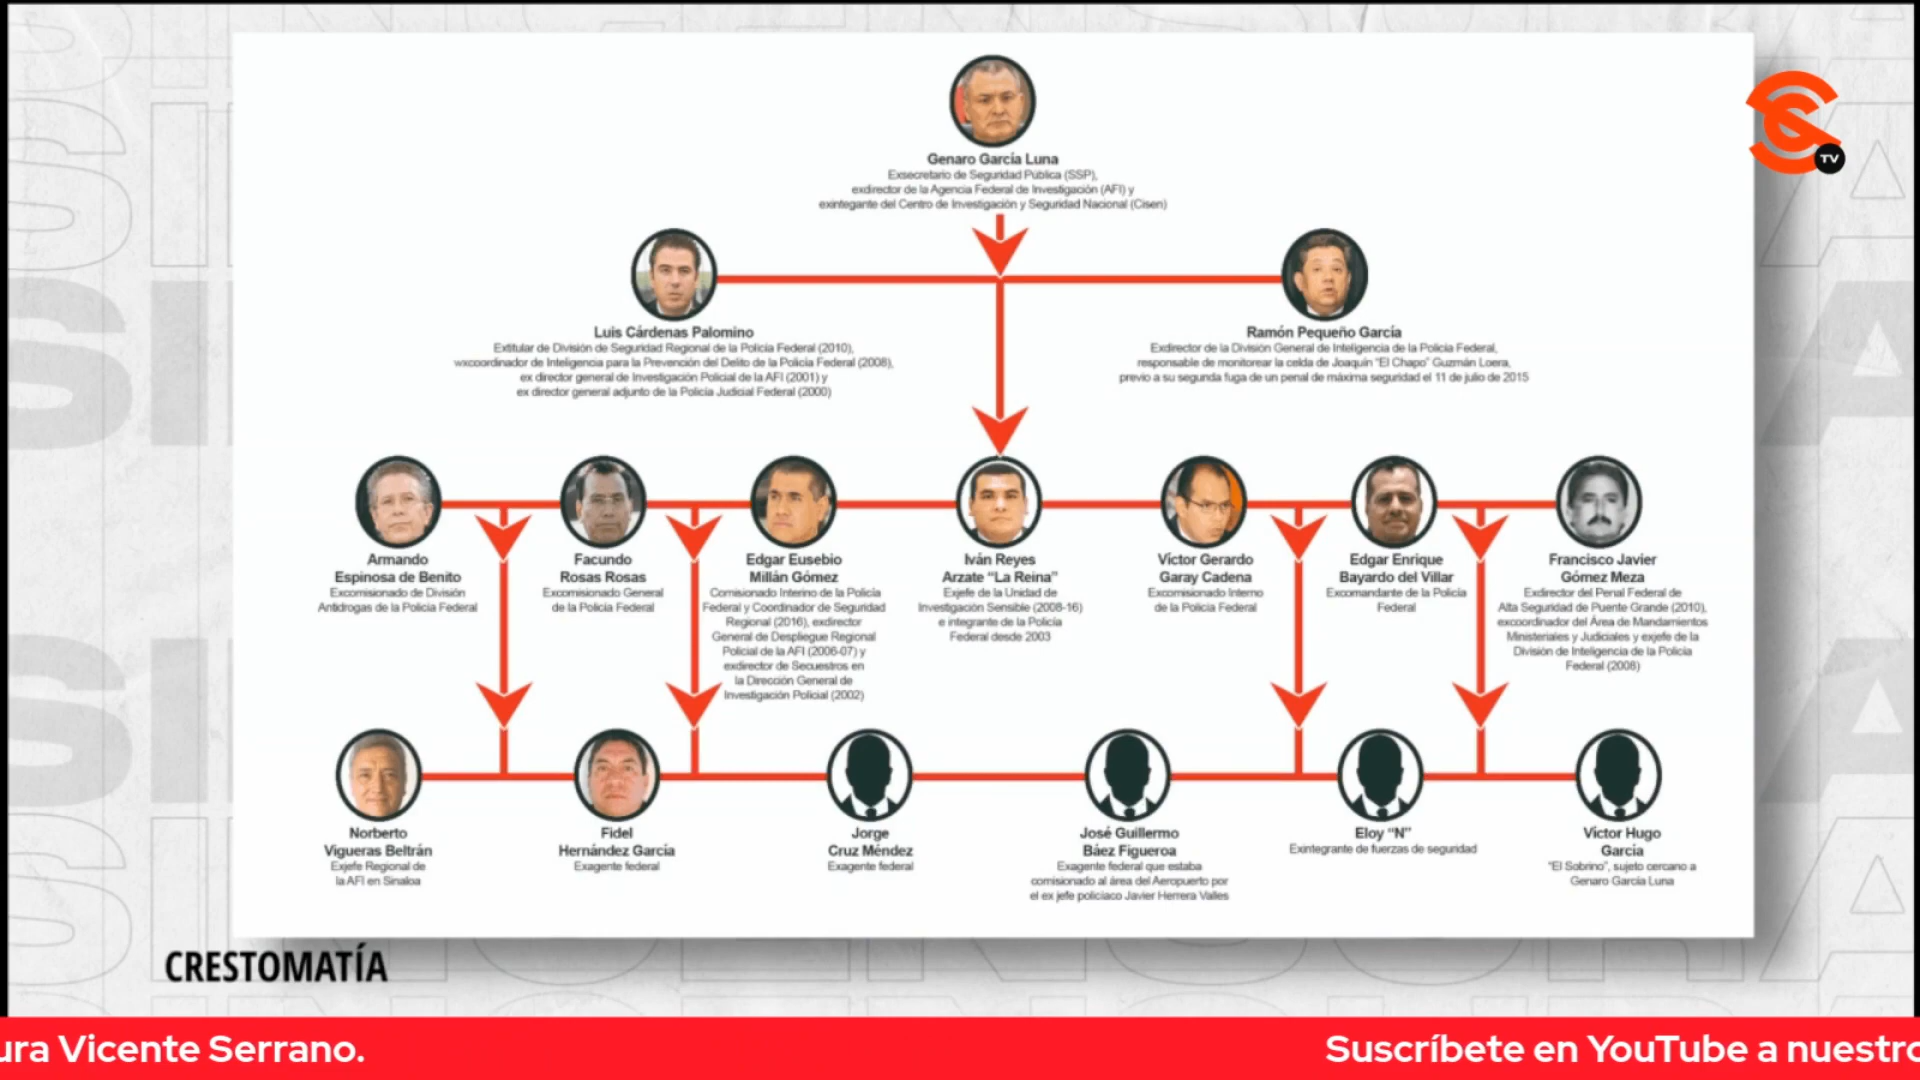 TV
Genaro García Luna
Exsecretario de Seguridad Pública (SSP),
exdirector de la Agencia Federal de Investigación (AFI) y
exintegante del Centro de Investigación y Seguridad Nacional (Cisen)
Luis Cárdenas Palomino
Extitular de División de Seguridad Regional de la Policía Federal (2010),
wxcoordinador de Inteligencia para la Prevención del Delito de la Policía Federal (2008),
ex director general de Investigación Policial de la AFI (2001) y
ex director general adjunto de la Policía Judicial Federal (2000)
Ramón Pequeño García
Exdirector de la División General de Inteligencia de la Policía Federal,
responsable de monitorear la celda de Joaquín “El Chapo” Guzmán Loera,
previo a su segunda fuga de un penal de máxima seguridad el 11 de julio de 2015
Armando
Espinosa de Benito
Excomisionado de División
Antidrogas de la Policía Federal
Facundo
Rosas Rosas
Excomisionado General
de la Policía Federal
Edgar Eusebio
Millán Gómez
Comisionado Interino de la Policía
Federal y Coordinador de Seguridad
Regional (2016), exdirector
General de Despliegue Regional
Policial de la AFI (2006-07) y
exdirector de Secuestros en
la Dirección General de
Investigación Policial (2002)
Iván Reyes
Arzate “La Reina”
Exjefe de la Unidad de
Investigación Sensible (2008-16)
e integrante de la Policía
Federal desde 2003
Víctor Gerardo
Garay Cadena
Excomisionado Interno
de la Policía Federal
Edgar Enrique
Bayardo del Villar
Excomandante de la Policía
Federal
Francisco Javier
Gómez Meza
Exdirector del Penal Federal de
Alta Seguridad de Puente Grande (2010),
excoordinador del Área de Mandamientos
Ministeriales y Judiciales y exjefe de la
División de Inteligencia de la Policía
Federal (2008)
Norberto
Vigueras Beltrán
Exjefe Regional de
la AFI en Sinaloa
Fidel
Hernández García
Exagente federal
Jorge
Cruz Méndez
Exagente federal
José Guillermo
Báez Figueroa
Exagente federal que estaba
comisionado al área del Aeropuerto por
el ex jefe policíaco Javier Herrera Valles
Eloy “N”
Exintegrante de fuerzas de seguridad
Víctor Hugo
García
“El Sobrino”, sujeto cercano a
Genaro García Luna
CRESTOMATÍA
ura Vicente Serrano.
Suscríbete en YouTube a nuestro